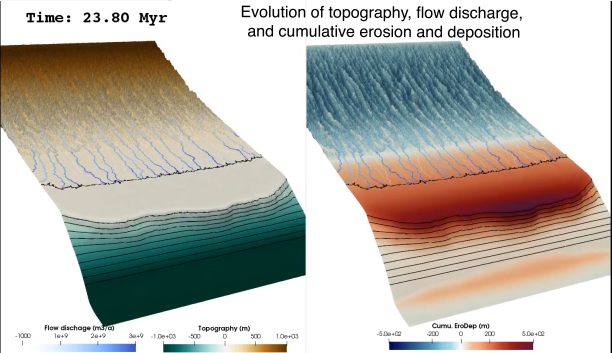 Time: 23.80 Myr
Evolution of topography, flow discharge,
and cumulative erosion and deposition
Flow dischage (m3/a)
-1000 1e+9 2e+9 3e+9
Topography (m)
-1.0e+03 -500 0 500 1.0e+03
Cumu. EroDep (m)
-5.0e+02 -200 0 200 5.0e+02